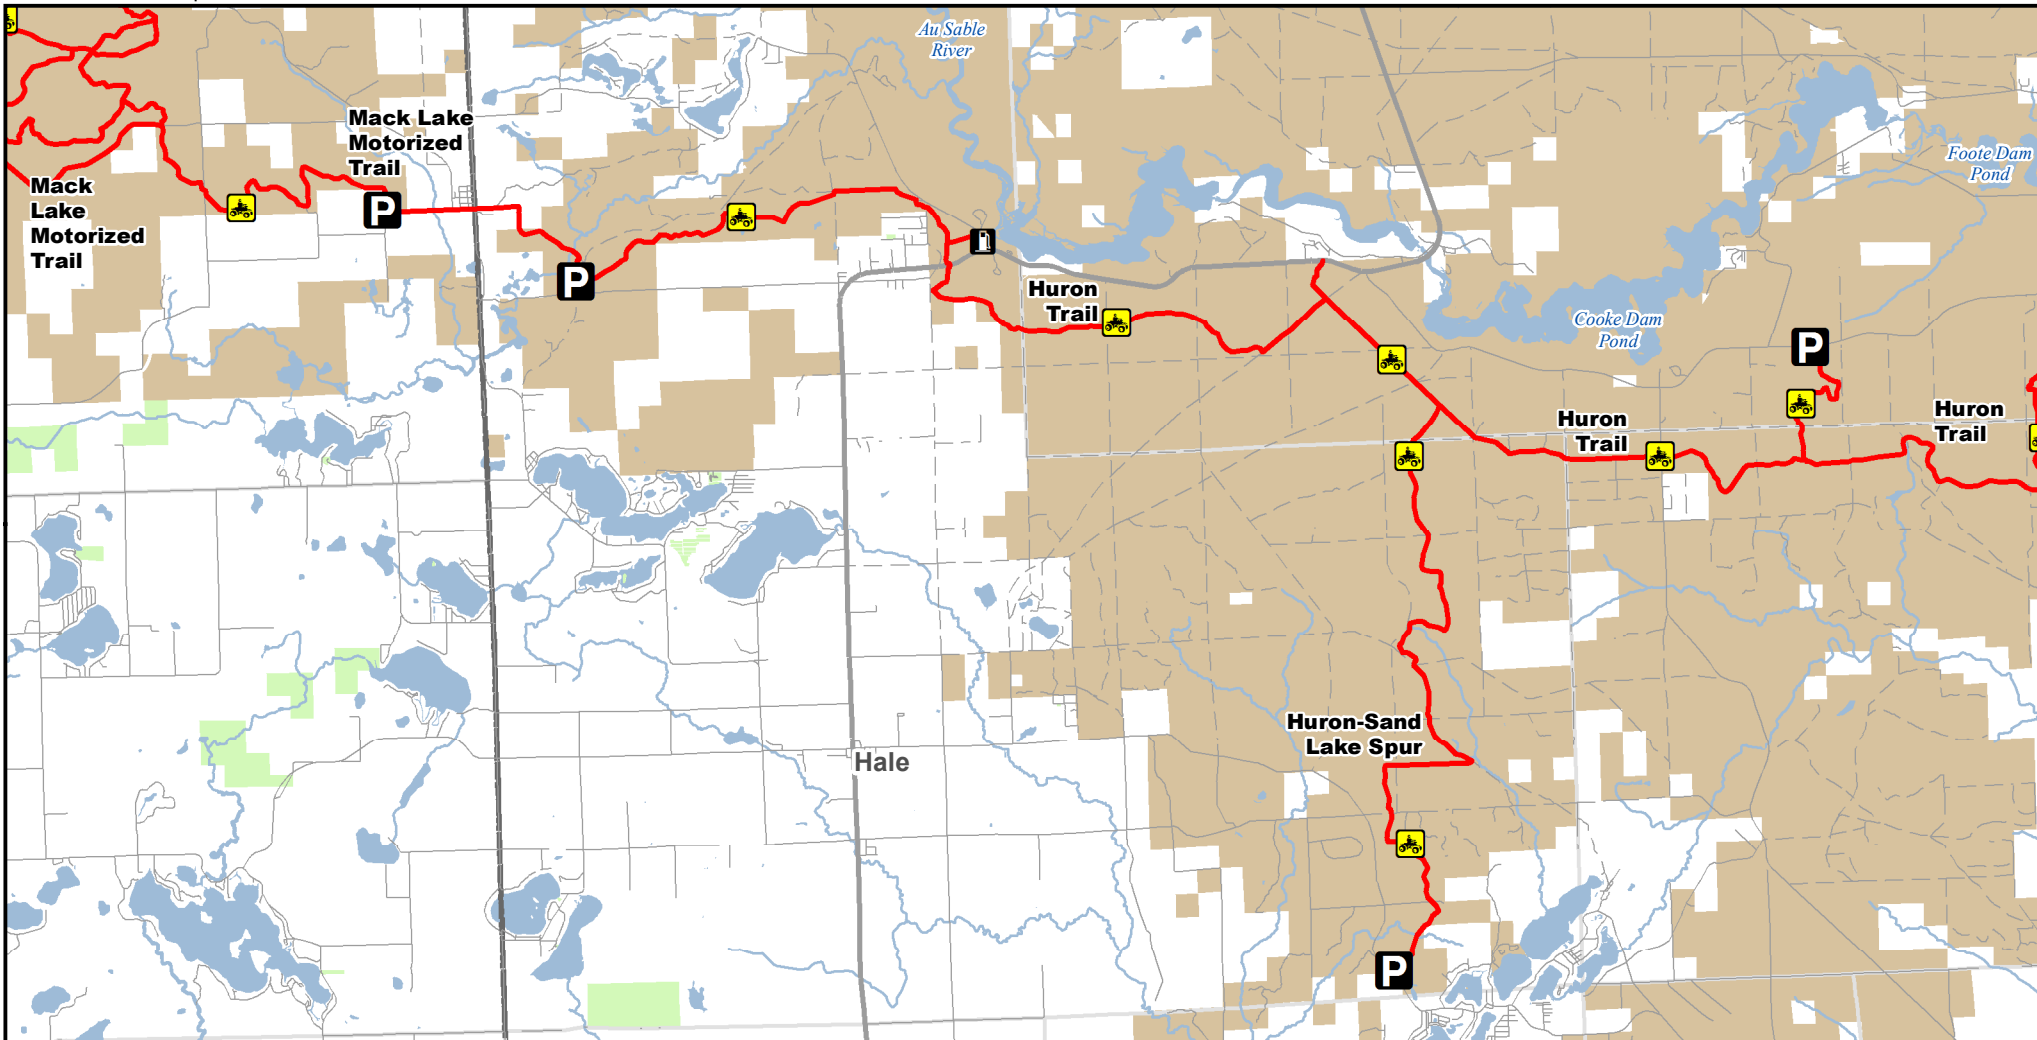 Au Sable
River
Mack Lake
Motorized
Trail
Foote Dam
Pond
Mack
Lake
Motorized
Trail
P
P
Huron
Trail
Cooke Dam
Pond
P
Huron
Trail
Huron
Trail
Huron-Sand
Lake Spur
Hale
P